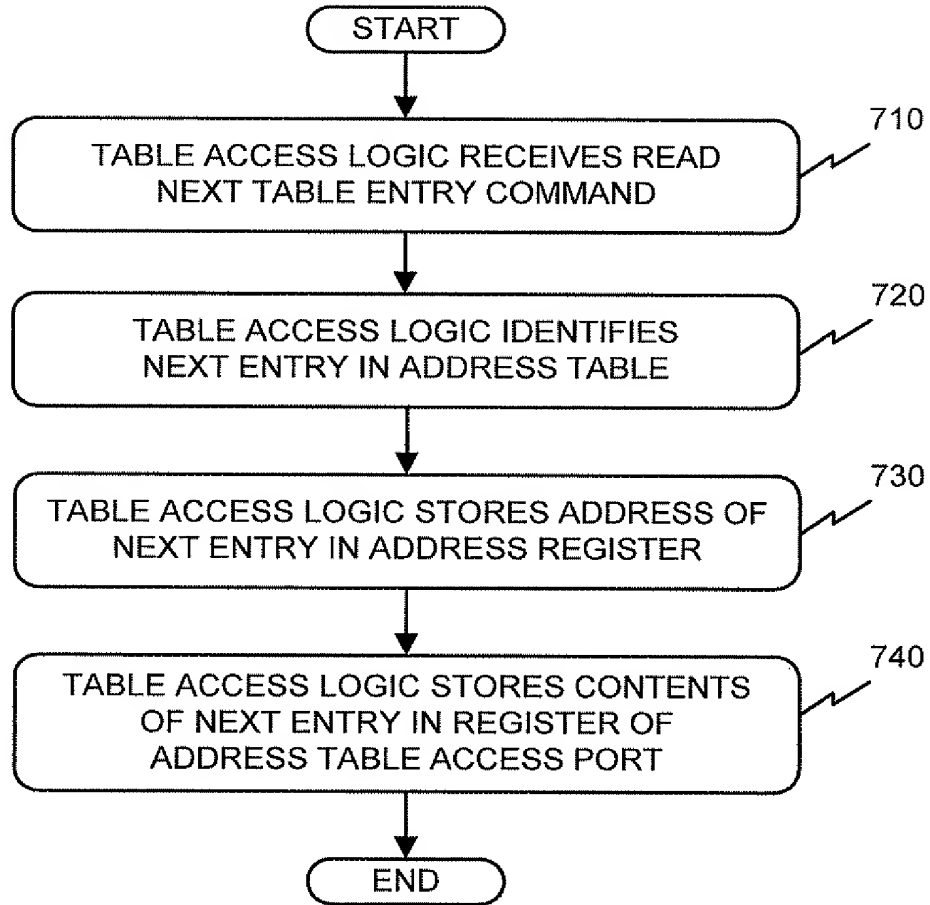 START
710
TABLE ACCESS LOGIC RECEIVES READ
NEXT TABLE ENTRY COMMAND
720
TABLE ACCESS LOGIC IDENTIFIES
NEXT ENTRY IN ADDRESS TABLE
730
TABLE ACCESS LOGIC STORES ADDRESS OF
NEXT ENTRY IN ADDRESS REGISTER
740
TABLE ACCESS LOGIC STORES CONTENTS
OF NEXT ENTRY IN REGISTER OF
ADDRESS TABLE ACCESS PORT
END